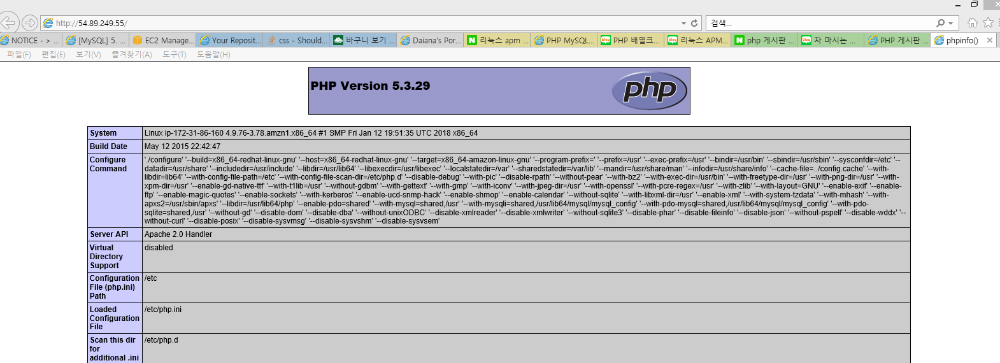 http://54.89.249.55/
검색...
NOTICE - > ...
[MySQL] 5. ...
EC2 Manage...
Your Reposit...
css - Should...
바구니 보기 ...
Daiana's Por...
리눅스 apm ...
PHP MySQL...
PHP 배열크...
리눅스 APM...
php 게시판 ...
차 마시는 ...
PHP 게시판 ...
phpinfo()
파일(F) 편집(E) 보기(V) 즐겨찾기(A) 도구(T) 도움말(H)
PHP Version 5.3.29
php
System
Linux ip-172-31-86-160 4.9.76-3.78.amzn1.x86_64 #1 SMP Fri Jan 12 19:51:35 UTC 2018 x86_64
Build Date
May 12 2015 22:42:47
Configure
Command
'./configure' '--build=x86_64-redhat-linux-gnu' '--host=x86_64-redhat-linux-gnu' '--target=x86_64-amazon-linux-gnu' '--program-prefix=' '--prefix=/usr' '--exec-prefix=/usr' '--bindir=/usr/bin' '--sbindir=/usr/sbin' '--sysconfdir=/etc' '--
datadir=/usr/share' '--includedir=/usr/include' '--libdir=/usr/lib64' '--libexecdir=/usr/libexec' '--localstatedir=/var' '--sharedstatedir=/var/lib' '--mandir=/usr/share/man' '--infodir=/usr/share/info' '--cache-file=../config.cache' '--with-
libdir=lib64' '--with-config-file-path=/etc' '--with-config-file-scan-dir=/etc/php.d' '--disable-debug' '--with-pic' '--disable-rpath' '--without-pear' '--with-bz2' '--with-exec-dir=/usr/bin' '--with-freetype-dir=/usr' '--with-png-dir=/usr' '--with-
xpm-dir=/usr' '--enable-gd-native-ttf' '--with-t1lib=/usr' '--without-gdbm' '--with-gettext' '--with-gmp' '--with-iconv' '--with-jpeg-dir=/usr' '--with-openssl' '--with-pcre-regex=/usr' '--with-zlib' '--with-layout=GNU' '--enable-exif' '--enable-
ftp' '--enable-magic-quotes' '--enable-sockets' '--with-kerberos' '--enable-ucd-snmp-hack' '--enable-shmop' '--enable-calendar' '--without-sqlite' '--with-libxml-dir=/usr' '--enable-xml' '--with-system-tzdata' '--with-mhash' '--with-
apxs2=/usr/sbin/apxs' '--libdir=/usr/lib64/php' '--enable-pdo=shared' '--with-mysql=shared,/usr' '--with-mysqli=shared,/usr/lib64/mysql/mysql_config' '--with-pdo-mysql=shared,/usr/lib64/mysql/mysql_config' '--with-pdo-
sqlite=shared,/usr' '--without-gd' '--disable-dom' '--disable-dba' '--without-unixODBC' '--disable-xmlreader' '--disable-xmlwriter' '--without-sqlite3' '--disable-phar' '--disable-fileinfo' '--disable-json' '--without-pspell' '--disable-wddx' '--
without-curl' '--disable-posix' '--disable-sysvmsg' '--disable-sysvshm' '--disable-sysvsem'
Server API
Apache 2.0 Handler
Virtual
Directory
Support
disabled
Configuration
File (php.ini)
Path
/etc
Loaded
Configuration
File
/etc/php.ini
Scan this dir
for
additional .ini
/etc/php.d